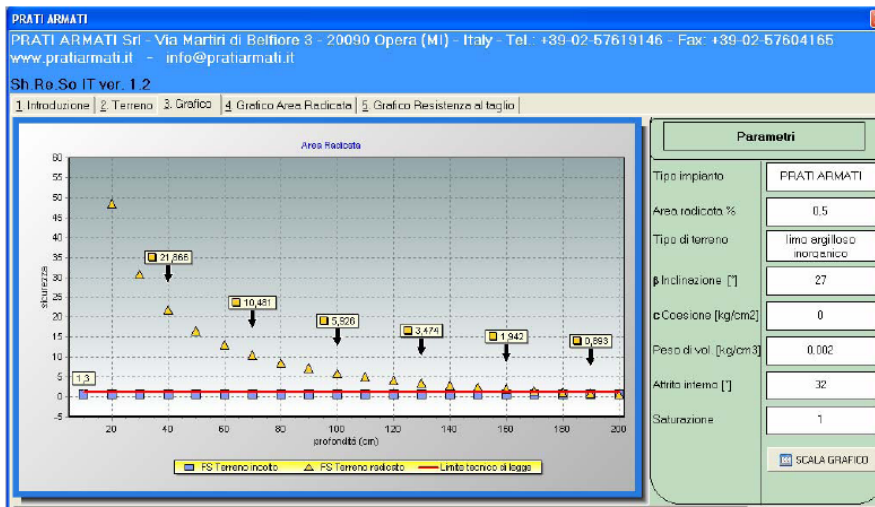 PRATI ARMATI
PRATI ARMATI Srl - Via Martiri di Belfiore 3 - 20090 Opera (MI) - Italy - Tel.: +39-02-57619146 - Fax: +39-02-57604165
www.pratiarmati.it - info@pratiarmati.it
Sh.Re.So IT ver. 1.2
1 Introduzione 2. Terreno 3. Grafico 4 Grafico Area Radicata 5. Grafico Resistenza al taglio
Area Radicata
60
55
50
45
40
35
30
25
20
15
10
5
0
-5
sicurezza
21,866
10,481
5,926
3,474
1,942
0,893
1,3
20 40 60 80 100 120 140 160 180 200
profondità (cm)
FS Terreno incolto FS Terreno radicato Limite tecnico di legge
Parametri
Tipo impianto PRATI ARMATI
Area radicata % 0,5
Tipo di terreno limo argilloso inorganico
β Inclinazione [°] 27
c Coesione [kg/cm2] 0
Peso di vol. [kg/cm3] 0,002
Attrito interno [°] 32
Saturazione 1
SCALA GRAFICO